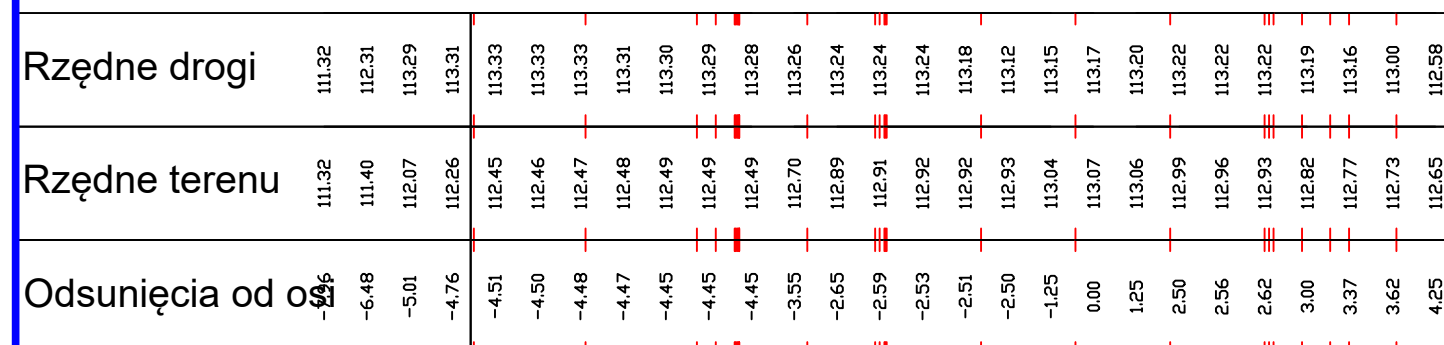 Rzędne drogi 111.32 112.31 113.29 113.31 113.33 113.33 113.33 113.31 113.30 113.29 113.28 113.26 113.24 113.24 113.24 113.18 113.12 113.15 113.17 113.20 113.22 113.22 113.22 113.19 113.16 113.00 112.58
Rzędne terenu 111.32 111.40 112.07 112.26 112.45 112.46 112.47 112.48 112.49 112.49 112.49 112.70 112.89 112.91 112.92 112.92 112.93 113.04 113.07 113.06 112.99 112.96 112.93 112.82 112.77 112.73 112.65
Odsunięcia od osi -6.48 -5.01 -4.76 -4.51 -4.50 -4.48 -4.47 -4.45 -4.45 -4.45 -3.55 -2.65 -2.59 -2.53 -2.51 -2.50 -1.25 0.00 1.25 2.50 2.56 2.62 3.00 3.37 3.62 4.25